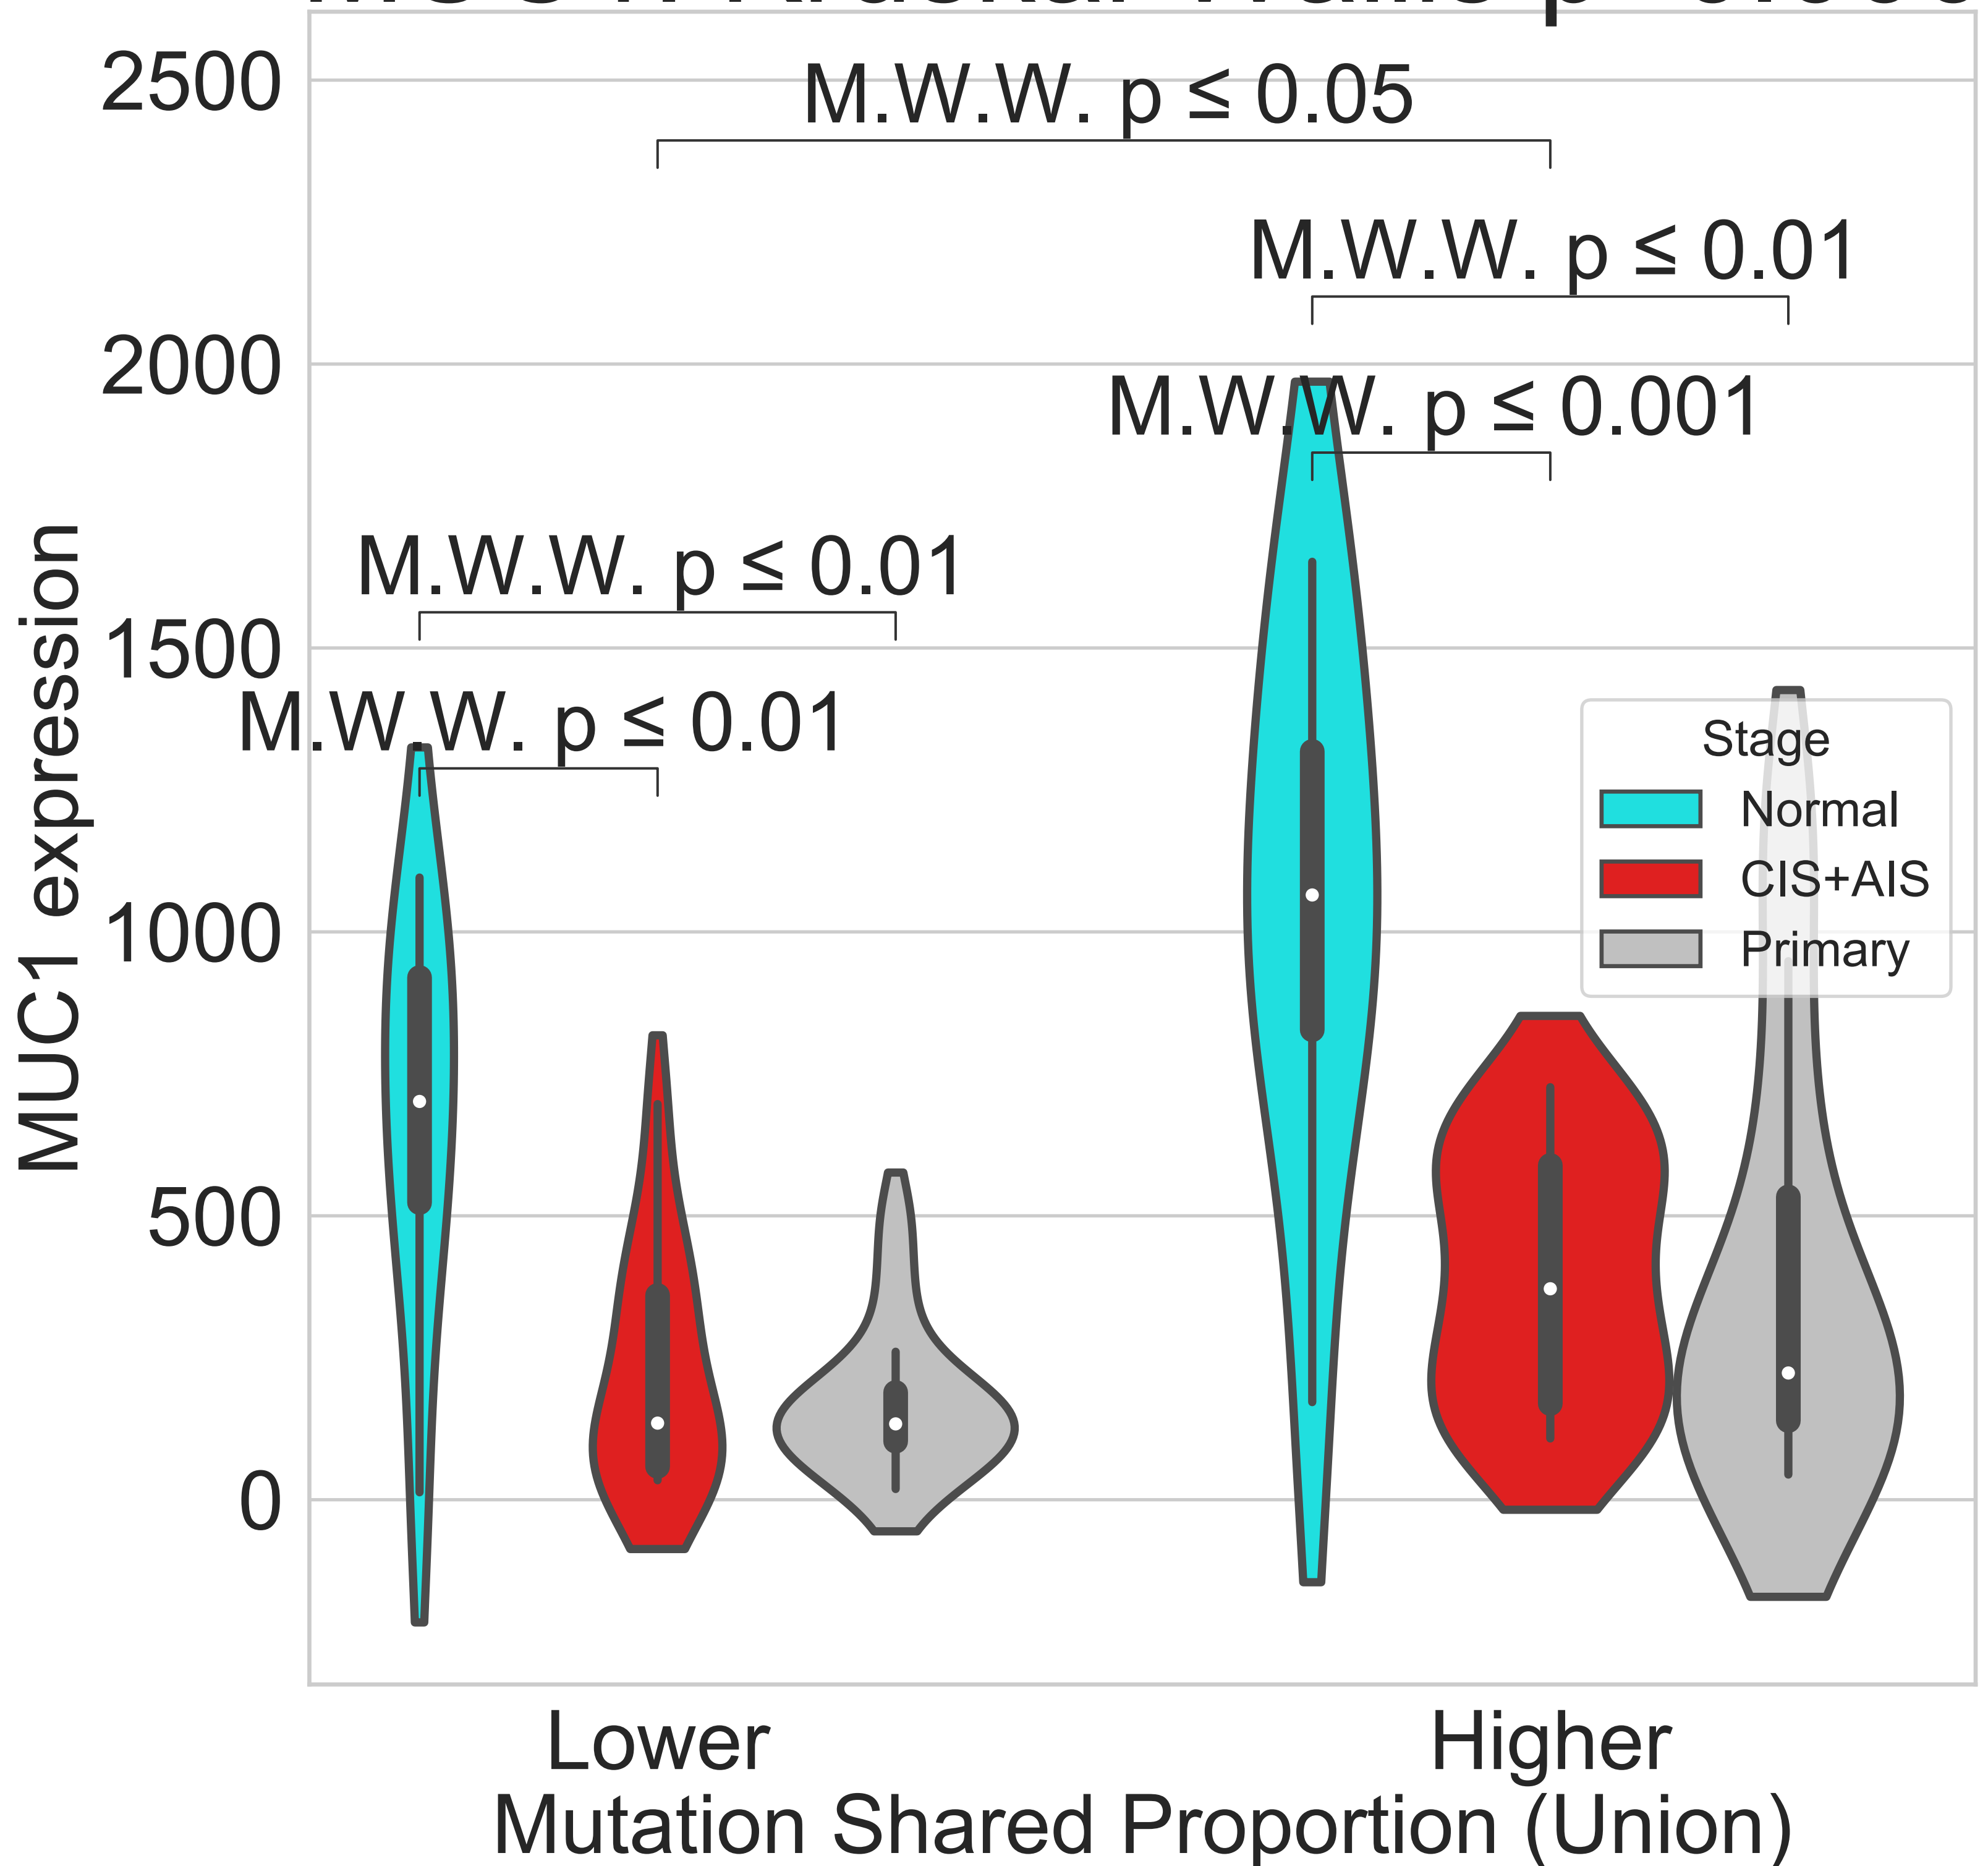 2500
M.W.W. p ≤ 0.05
M.W.W. p ≤ 0.01
2000
M.W.W. p ≤ 0.001
M.W.W. p ≤ 0.01
1500
M.W.W. p ≤ 0.01
Stage
Normal
CIS+AIS
Primary
1000
500
0
MUC1 expression
Lower
Higher
Mutation Shared Proportion (Union)